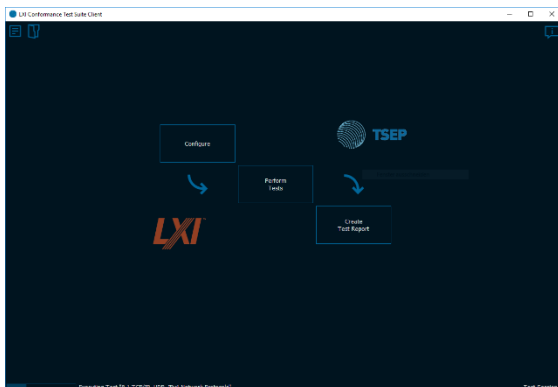 LXI Conformance Test Suite Client
Configure
TSEP
Perform
Tests
LXI
Create
Test Report